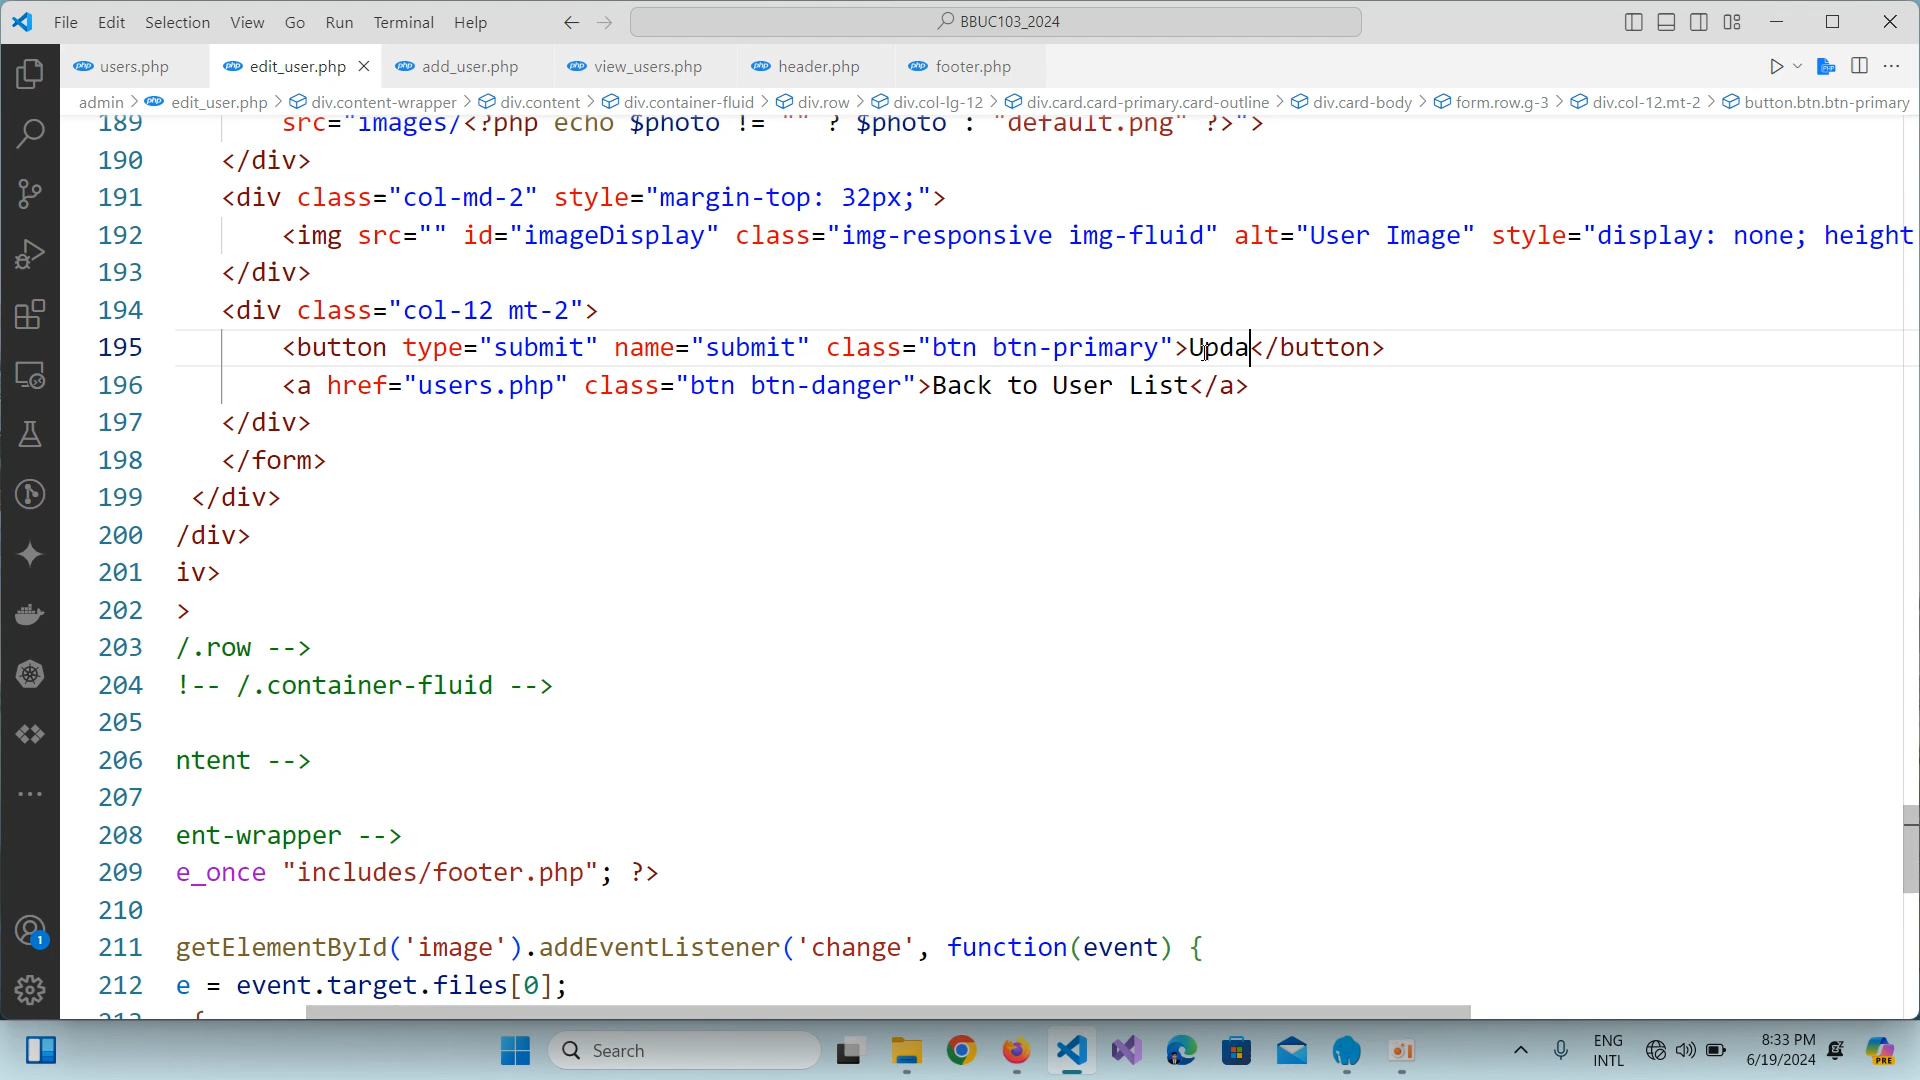 File Edit Selection View Go Run Terminal Help BBUC103_2024
users.php edit_user.php add_user.php view_users.php header.php footer.php
admin > edit_user.php > div.content-wrapper > div.content > div.container-fluid > div.row > div.col-lg-12 > div.card.card-primary.card-outline > div.card-body > form.row.g-3 > div.col-12.mt-2 > button.btn.btn-primary
189 src="images/<?php echo $photo != "" ? $photo : "default.png" ?>">
190 </div>
191 <div class="col-md-2" style="margin-top: 32px;">
192 <img src="" id="imageDisplay" class="img-responsive img-fluid" alt="User Image" style="display: none; height
193 </div>
194 <div class="col-12 mt-2">
195 <button type="submit" name="submit" class="btn btn-primary">Upda</button>
196 <a href="users.php" class="btn btn-danger">Back to User List</a>
197 </div>
198 </form>
199 </div>
200 /div>
201 iv>
202 >
203 /.row -->
204 !-- /.container-fluid -->
205
206 ntent -->
207
208 ent-wrapper -->
209 e_once "includes/footer.php"; ?>
210
211 getElementById('image').addEventListener('change', function(event) {
212 e = event.target.files[0];
213 {
1
Search
ENG
INTL
8:33 PM
6/19/2024
PRE